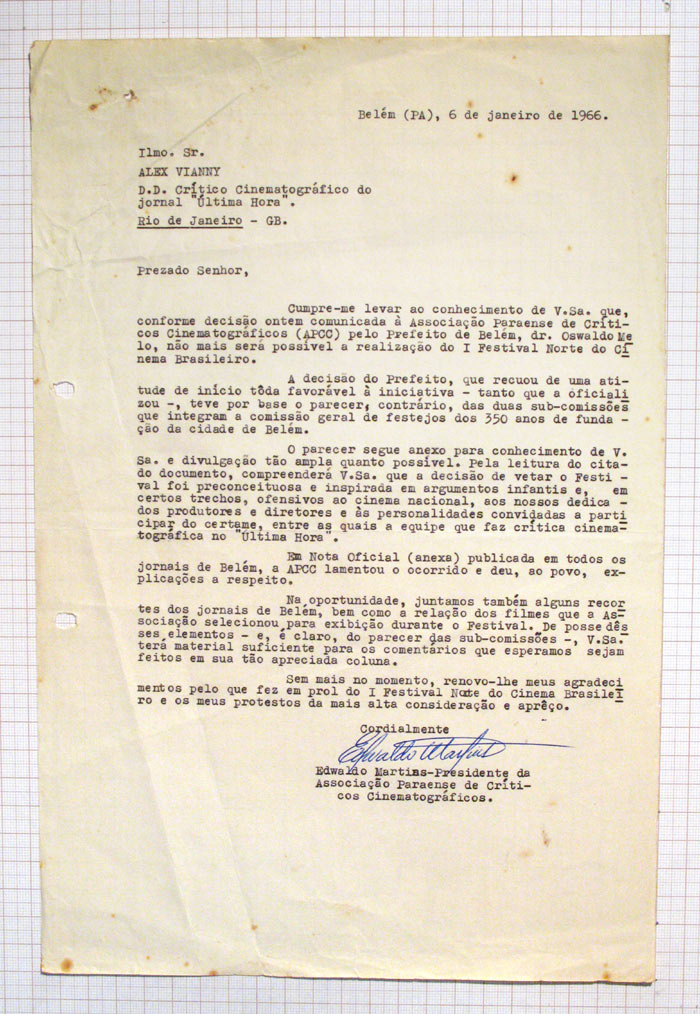 Belém (PA), 6 de janeiro de 1966.
Ilmo. Sr.
ALEX VIANNY
D.D. Crítico Cinematográfico do
jornal "Última Hora".
Rio de Janeiro - GB.
Prezado Senhor,
Cumpre-me levar ao conhecimento de V.Sa. que,
conforme decisão ontem comunicada à Associação Paraense de Críti-
cos Cinematográficos (APCC) pelo Prefeito de Belém, dr. Oswaldo Me
lo, não mais será possível a realização do I Festival Norte do Cí
nema Brasileiro.
A decisão do Prefeito, que recuou de uma ati-
tude de início tôda favorável à iniciativa - tanto que a oficiali
zou -, teve por base o parecer, contrário, das duas sub-comissões
que integram a comissão geral de festejos dos 350 anos de funda -
ção da cidade de Belém.
O parecer segue anexo para conhecimento de V.
Sa. e divulgação tão ampla quanto possível. Pela leitura do cita-
do documento, compreenderá V.Sa. que a decisão de vetar o Festi -
val foi preconceituosa e inspirada em argumentos infantis e, em
certos trechos, ofensivos ao cinema nacional, aos nossos dedica -
dos produtores e diretores e às personalidades convidadas a parti
cipar do certame, entre as quais a equipe que faz crítica cinema-
tográfica no "Última Hora".
Em Nota Oficial (anexa) publicada em todos os
jornais de Belém, a APCC lamentou o ocorrido e deu, ao povo, ex-
plicações a respeito.
Na oportunidade, juntamos também alguns recor
tes dos jornais de Belém, bem como a relação dos filmes que a As-
sociação selecionou para exibição durante o Festival. De posse dês
ses elementos - e, é claro, do parecer das sub-comissões -, V.Sa.
terá material suficiente para os comentários que esperamos sejam
feitos em sua tão apreciada coluna.
Sem mais no momento, renovo-lhe meus agradeci
mentos pelo que fez em prol do I Festival Norte do Cinema Brasilei
ro e os meus protestos da mais alta consideração e aprêço.
Cordialmente
Edwaldo Martins
Edwaldo Martins-Presidente da
Associação Paraense de Críti-
cos Cinematográficos.